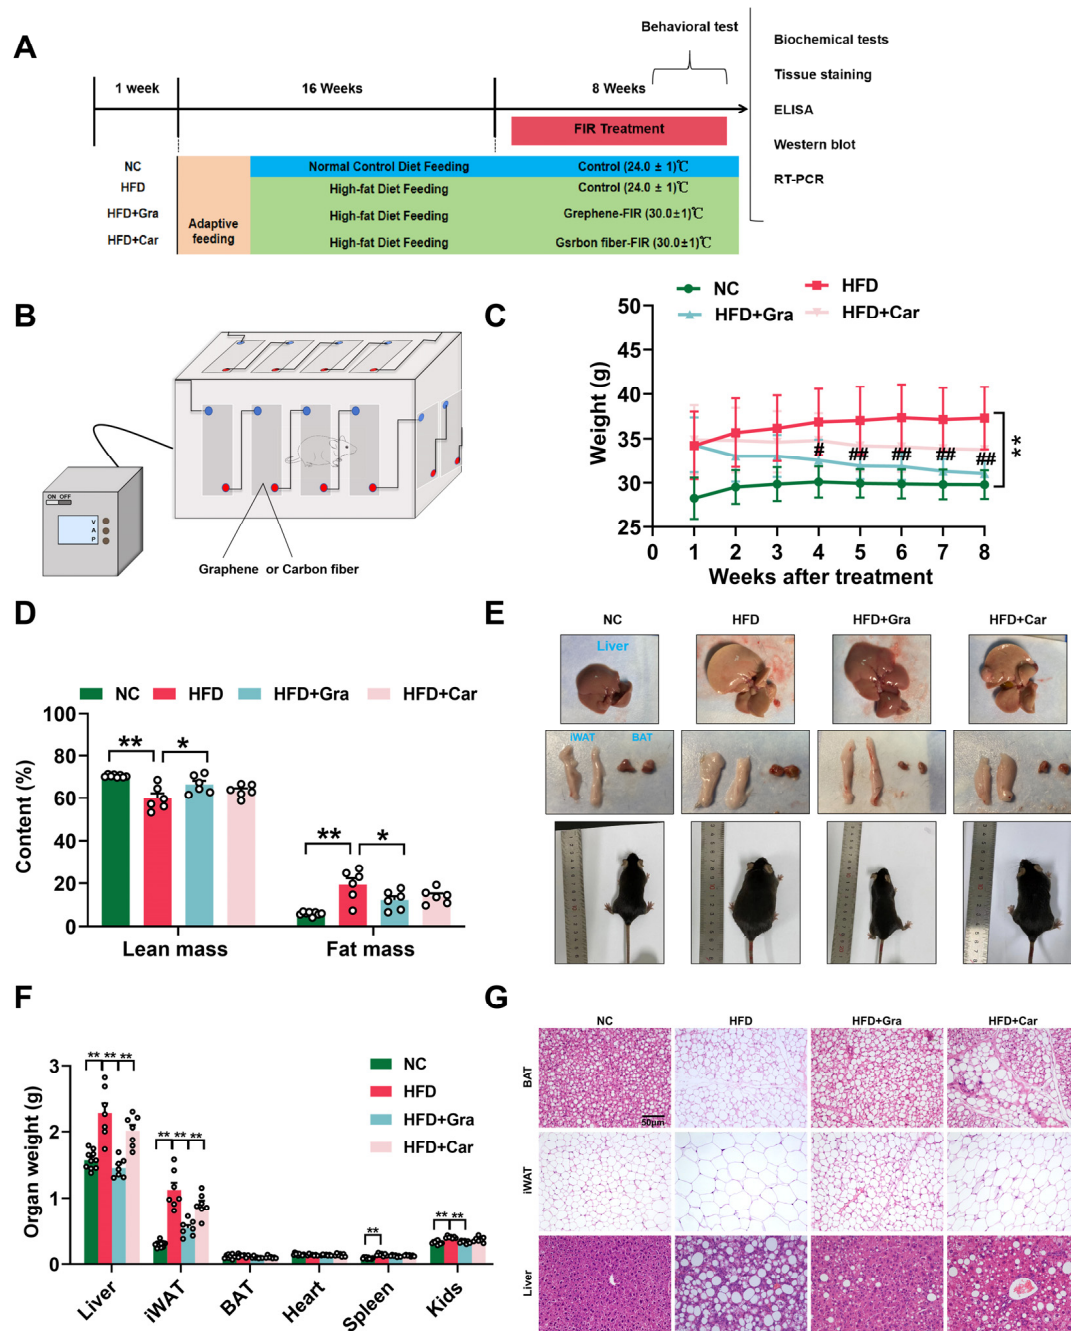 A
Behavioral test
1 week
16 Weeks
8 Weeks
FIR Treatment
NC
Normal Control Diet Feeding
Control (24.0 ± 1)℃
HFD
High-fat Diet Feeding
Control (24.0 ± 1)℃
HFD+Gra
High-fat Diet Feeding
Grephene-FIR (30.0±1)℃
HFD+Car
High-fat Diet Feeding
Gsrbon fiber-FIR (30.0±1)℃
Adaptive
feeding
Biochemical tests
Tissue staining
ELISA
Western blot
RT-PCR
B
ON OFF
V
A
P
Graphene or Carbon fiber
C
NC
HFD
HFD+Gra
HFD+Car
Weight (g)
50
45
40
35
30
25
# ## ## ## ##
**
0 1 2 3 4 5 6 7 8
Weeks after treatment
D
NC HFD HFD+Gra HFD+Car
Content (%)
100
80
60
40
20
0
** *
** *
Lean mass
Fat mass
E
NC HFD HFD+Gra HFD+Car
Liver
iWAT BAT
F
Organ weight (g)
3
2
1
0
NC
HFD
HFD+Gra
HFD+Car
** ** **
** ** **
**
** **
Liver iWAT BAT Heart Spleen Kids
G
NC HFD HFD+Gra HFD+Car
BAT
50μm
iWAT
Liver